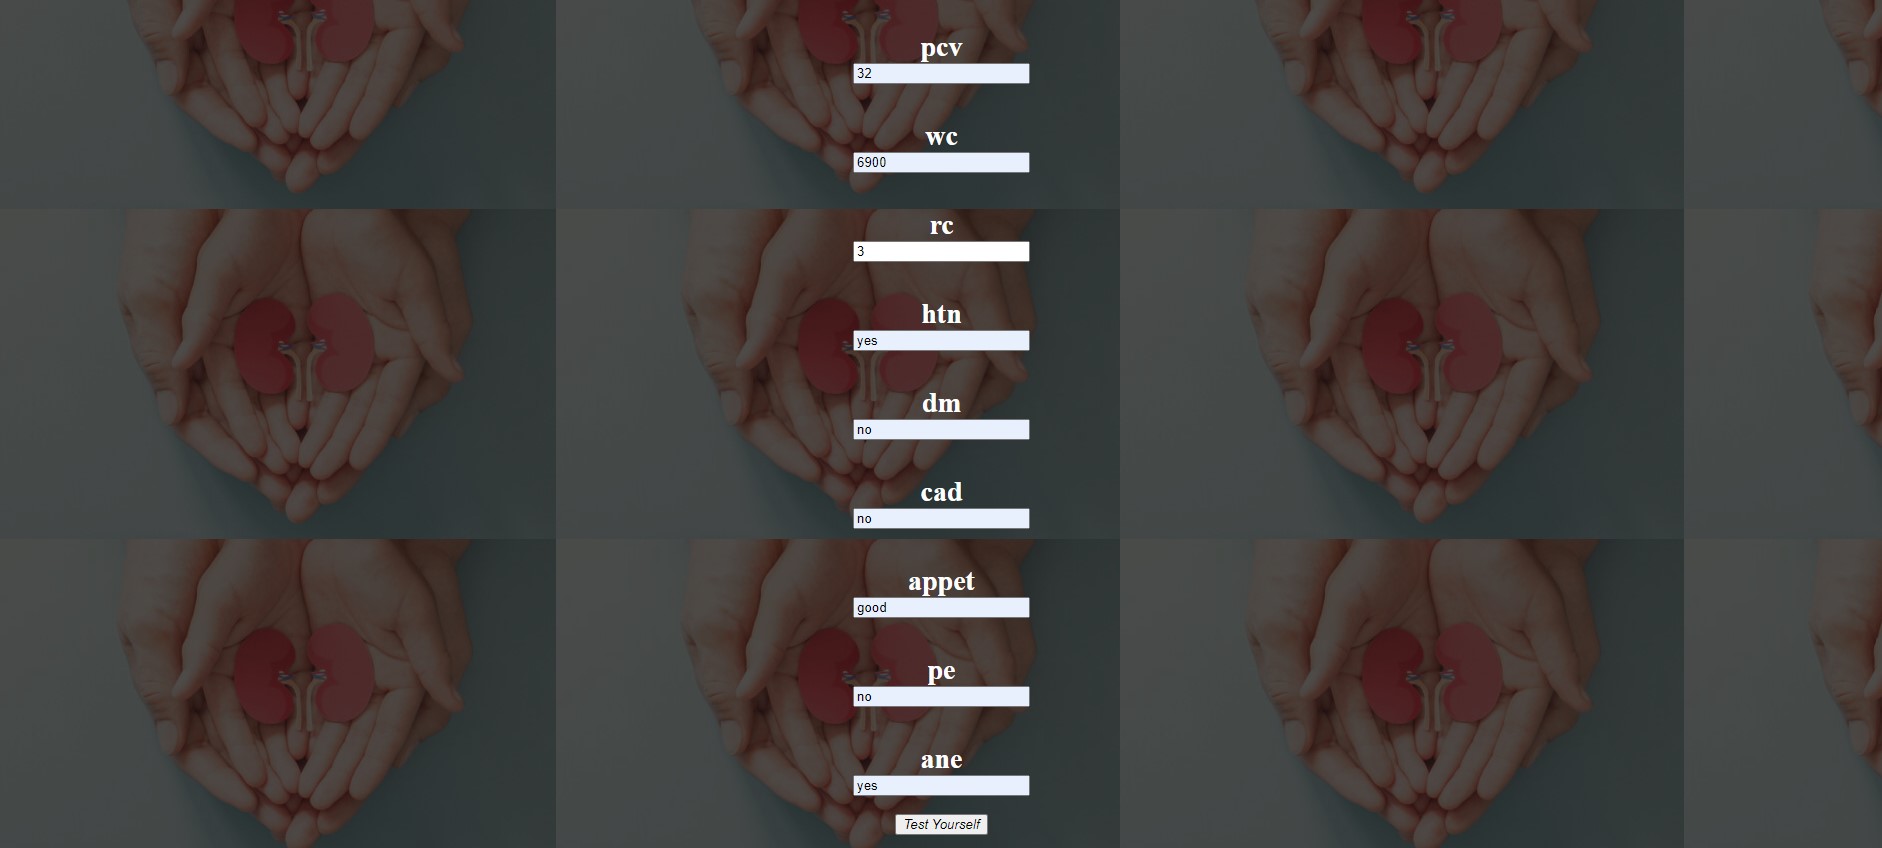 pcv
32
wc
6900
rc
3
htn
yes
dm
no
cad
no
appet
good
pe
no
ane
yes
Test Yourself